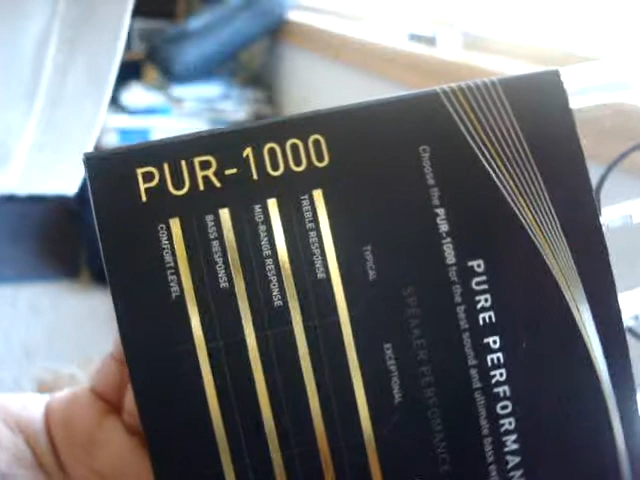 PUR-1000
COMFORT LEVEL
BASS RESPONSE
MID-RANGE RESPONSE
TREBLE RESPONSE
TYPICAL
EXCEPTIONAL
SPEAKER PERFOMANCE
PURE PERFORMAN
Choose the PUR-1000 for the best sound and ultimate bass